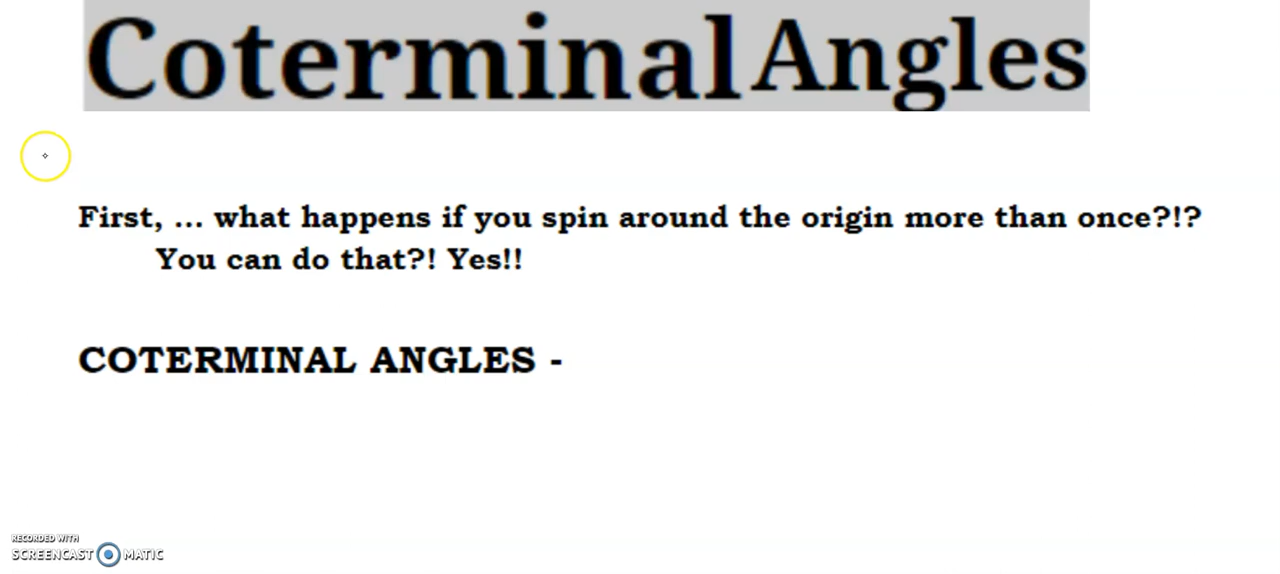 Coterminal Angles
First, ... what happens if you spin around the origin more than once?!?
You can do that?! Yes!!
COTERMINAL ANGLES -
RECORDED WITH
SCREENCAST MATIC